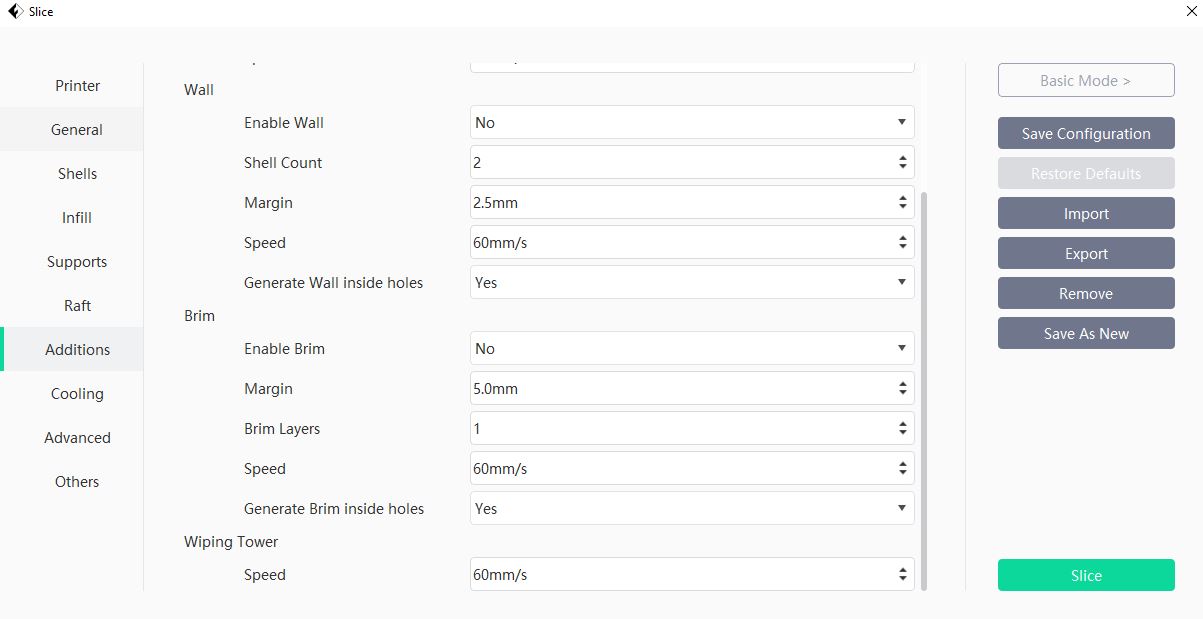 Slice
Printer
General
Shells
Infill
Supports
Raft
Additions
Cooling
Advanced
Others
Wall
Enable Wall No
Shell Count 2
Margin 2.5mm
Speed 60mm/s
Generate Wall inside holes Yes
Brim
Enable Brim No
Margin 5.0mm
Brim Layers 1
Speed 60mm/s
Generate Brim inside holes Yes
Wiping Tower
Speed 60mm/s
Basic Mode >
Save Configuration
Restore Defaults
Import
Export
Remove
Save As New
Slice